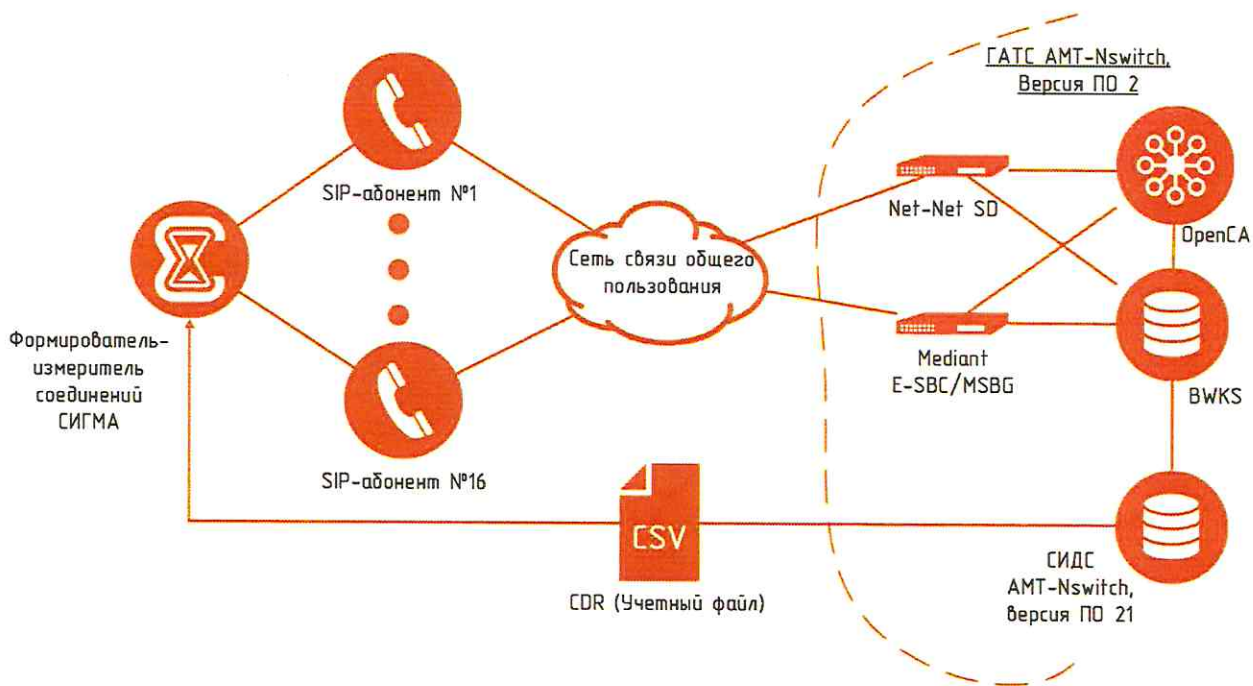 ГАТС AMT-Nswitch,
Версия ПО 2
SIP-абонент №1
Net-Net SD
OpenCA
Сеть связи общего
пользования
Формирователь-
измеритель
соединений
СИГМА
Mediant
E-SBC/MSBG
BWKS
SIP-абонент №16
CSV
CDR (Учетный файл)
СИДС
AMT-Nswitch,
версия ПО 21